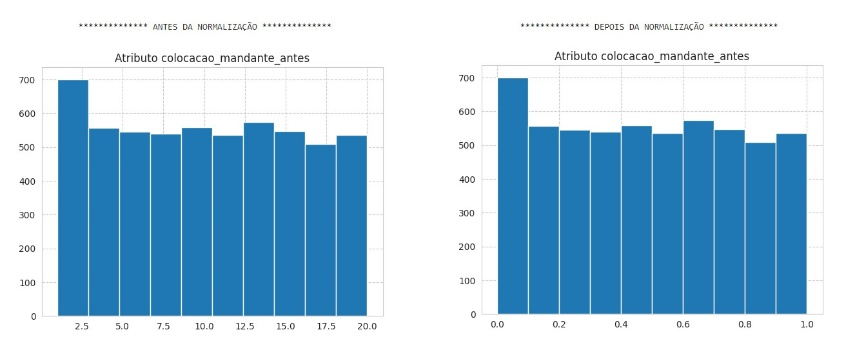 ************** ANTES DA NORMALIZAÇÃO **************
Atributo colocacao_mandante_antes
700
600
500
400
300
200
100
0
2.5 5.0 7.5 10.0 12.5 15.0 17.5 20.0
************** DEPOIS DA NORMALIZAÇÃO **************
Atributo colocacao_mandante_antes
700
600
500
400
300
200
100
0
0.0 0.2 0.4 0.6 0.8 1.0